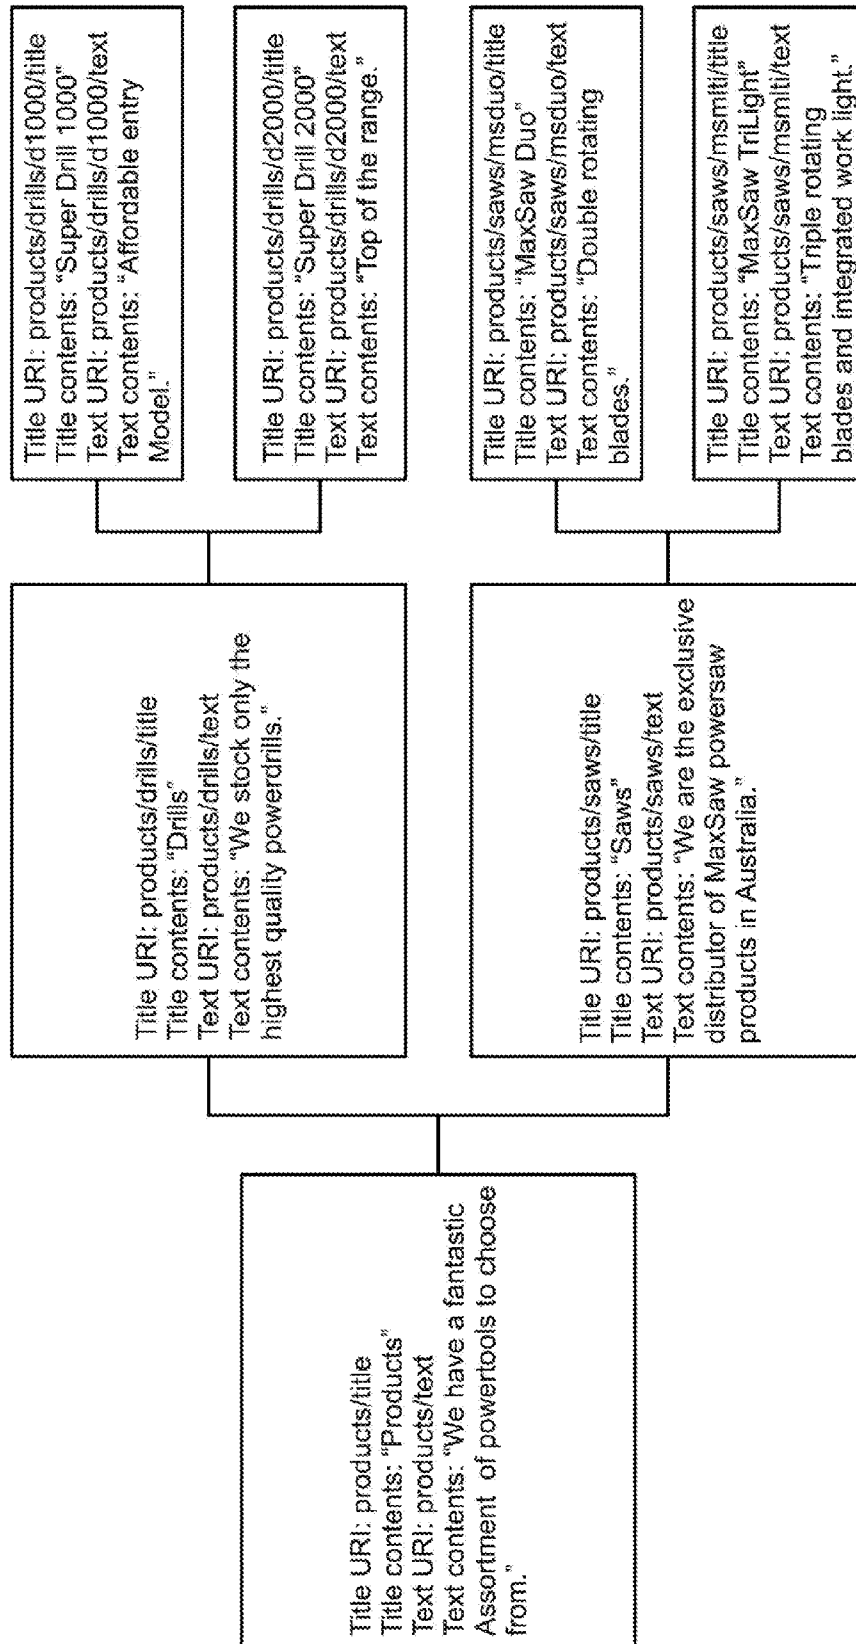 Title URI: products/title
Title contents: “Products”
Text URI: products/text
Text contents: “We have a fantastic
Assortment of powertools to choose
from.”
Title URI: products/drills/title
Title contents: “Drills”
Text URI: products/drills/text
Text contents: “We stock only the
highest quality powerdrills.”
Title URI: products/saws/title
Title contents: “Saws”
Text URI: products/saws/text
Text contents: “We are the exclusive
distributor of MaxSaw powersaw
products in Australia.”
Title URI: products/drills/d1000/title
Title contents: “Super Drill 1000”
Text URI: products/drills/d1000/text
Text contents: “Affordable entry
Model.”
Title URI: products/drills/d2000/title
Title contents: “Super Drill 2000”
Text URI: products/drills/d2000/text
Text contents: “Top of the range.”
Title URI: products/saws/msduo/title
Title contents: “MaxSaw Duo”
Text URI: products/saws/msduo/text
Text contents: “Double rotating
blades.”
Title URI: products/saws/msmlti/title
Title contents: “MaxSaw TriLight”
Text URI: products/saws/msmlti/text
Text contents: “Triple rotating
blades and integrated work light.”